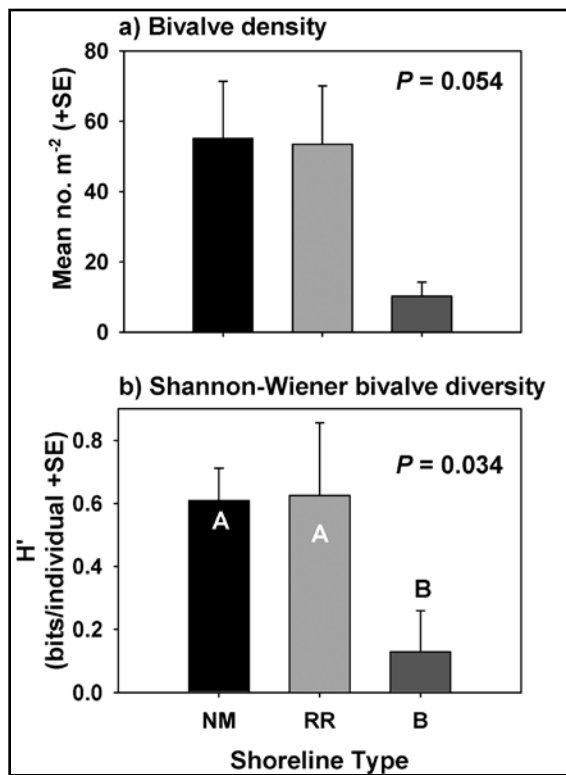 a) Bivalve density
Mean no. m⁻² (+SE)
80
60
40
20
0
P = 0.054
b) Shannon-Wiener bivalve diversity
H'
(bits/individual +SE)
0.8
0.6
0.4
0.2
0.0
P = 0.034
A
A
B
NM RR B
Shoreline Type